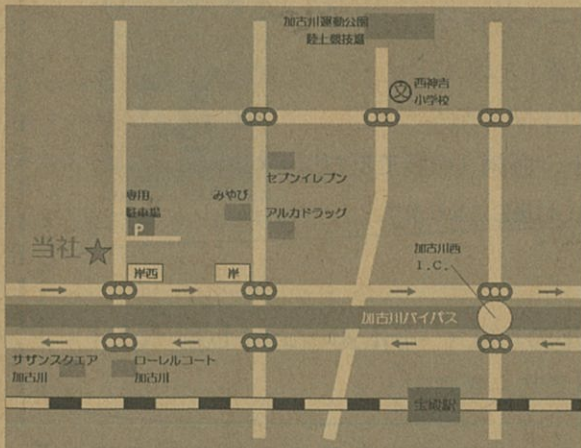 加古川運動公園
陸上競技場
西神吉
小学校
セブンイレブン
専用
駐車場
P
みやび
アルカドラッグ
当社
加古川西
I.C.
加古川バイパス
サザンスクエア
加古川
ローレルコート
加古川
宝殿駅